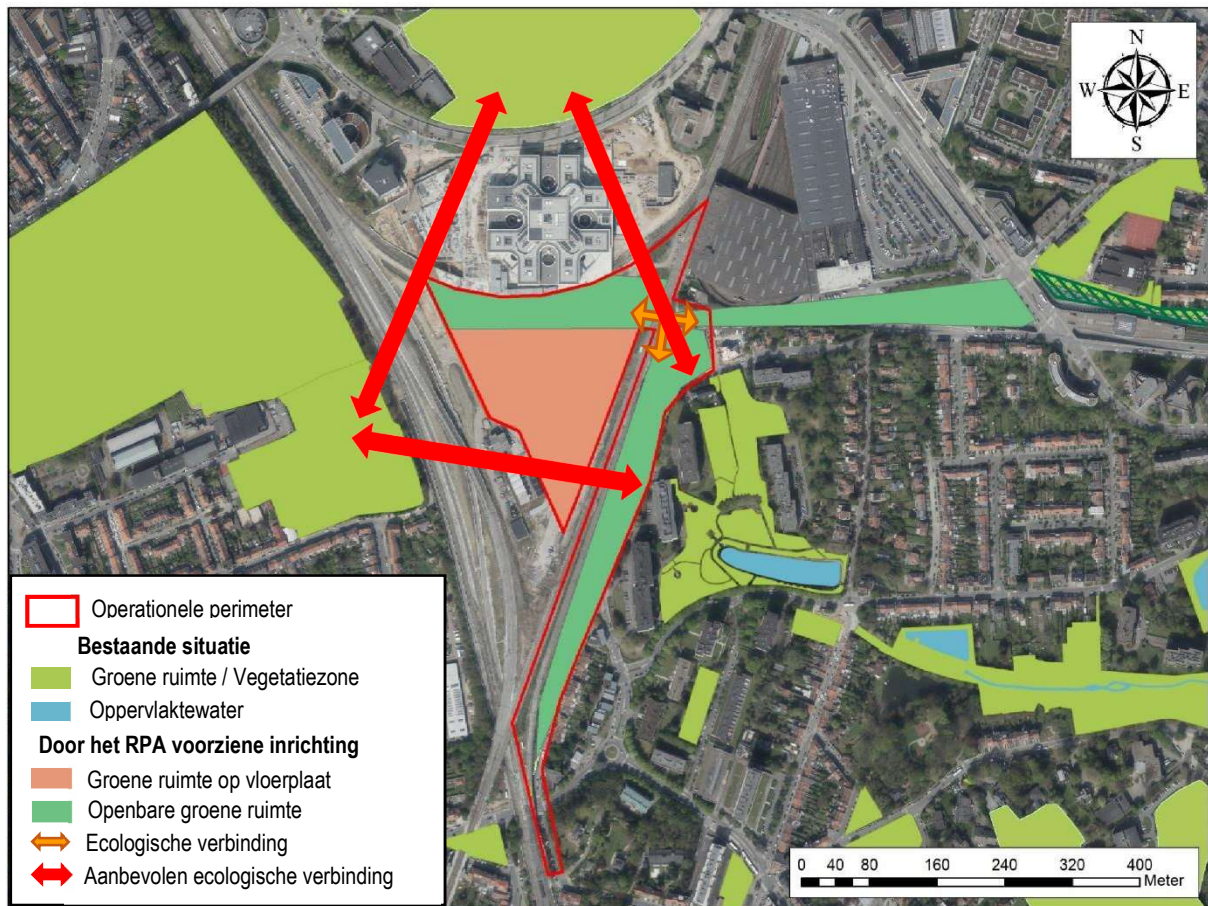 N
W E
S
Operationele perimeter
Bestaande situatie
Groene ruimte / Vegetatiezone
Oppervlaktewater
Door het RPA voorziene inrichting
Groene ruimte op vloerplaat
Openbare groene ruimte
Ecologische verbinding
Aanbevolen ecologische verbinding
0 40 80 160 240 320 400
Meter